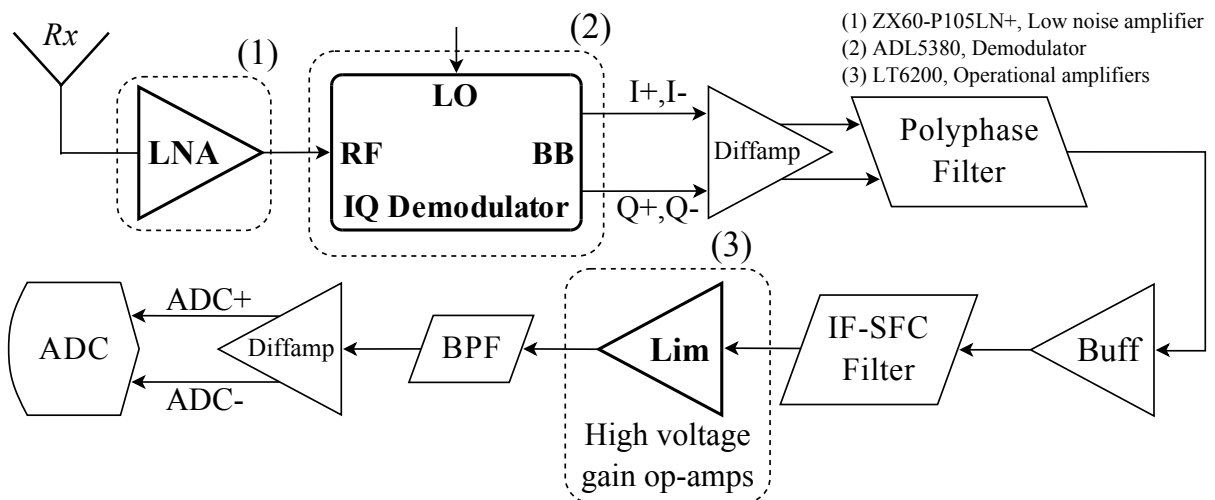 Rx
(1)
(2)
(1) ZX60-P105LN+, Low noise amplifier
(2) ADL5380, Demodulator
(3) LT6200, Operational amplifiers
LNA
LO
RF
BB
IQ Demodulator
I+,I-
Q+,Q-
Diffamp
Polyphase
Filter
(3)
ADC
ADC+
ADC-
Diffamp
BPF
Lim
High voltage
gain op-amps
IF-SFC
Filter
Buff